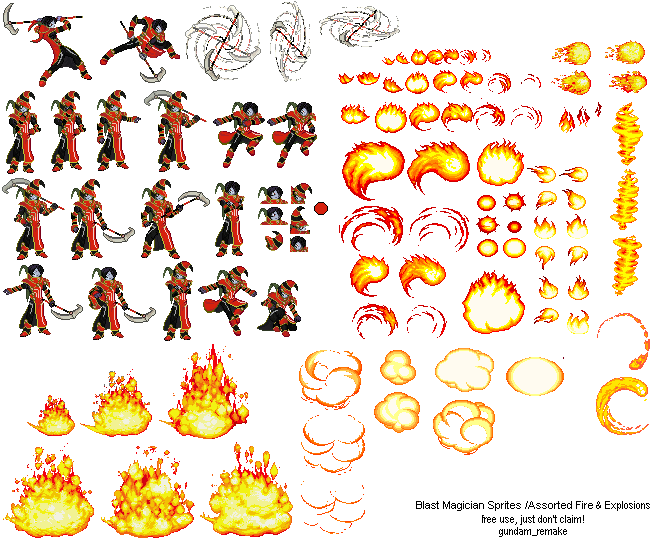 Blast Magician Sprites /Assorted Fire & Explosions
free use, just don't claim!
gundam_remake